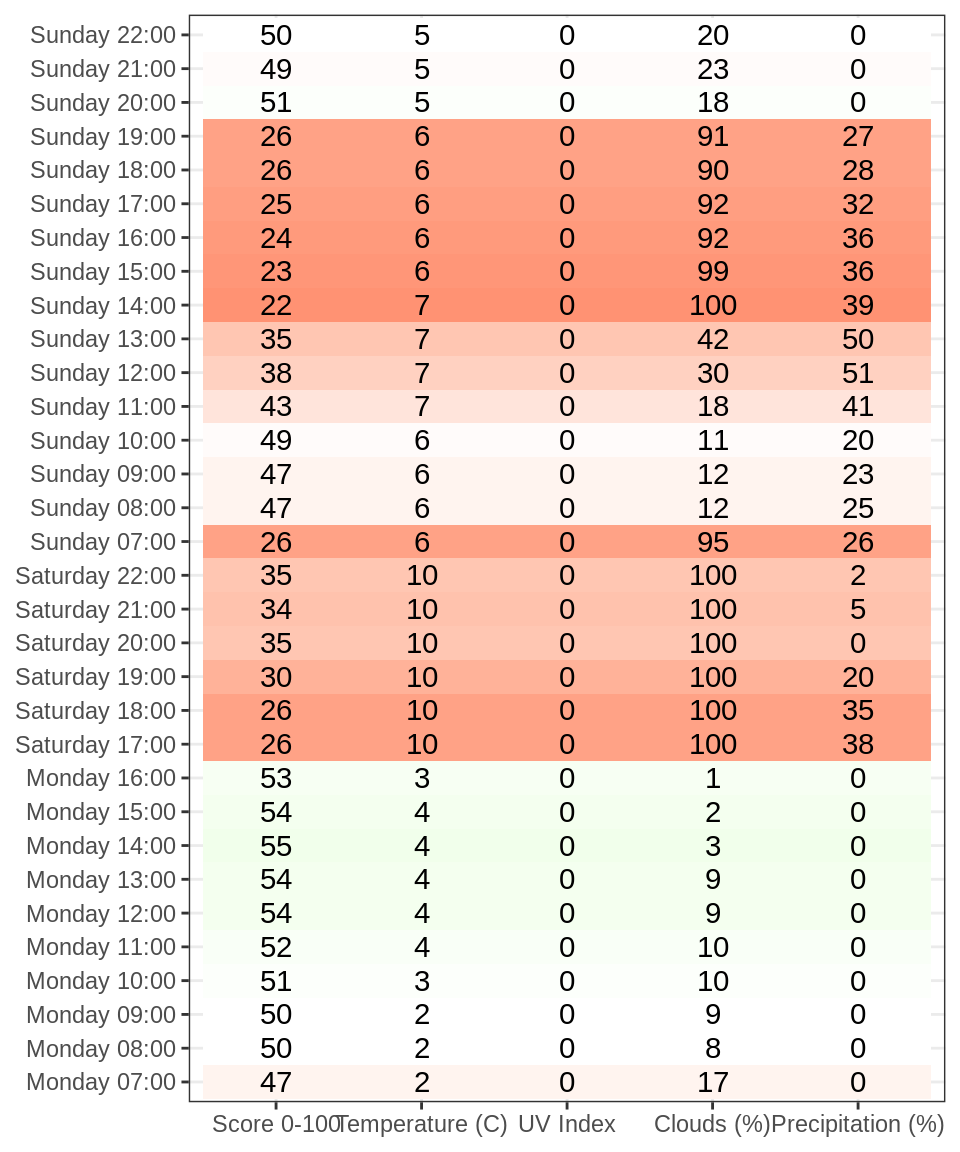 Sunday 22:00 50 5 0 20 0
Sunday 21:00 49 5 0 23 0
Sunday 20:00 51 5 0 18 0
Sunday 19:00 26 6 0 91 27
Sunday 18:00 26 6 0 90 28
Sunday 17:00 25 6 0 92 32
Sunday 16:00 24 6 0 92 36
Sunday 15:00 23 6 0 99 36
Sunday 14:00 22 7 0 100 39
Sunday 13:00 35 7 0 42 50
Sunday 12:00 38 7 0 30 51
Sunday 11:00 43 7 0 18 41
Sunday 10:00 49 6 0 11 20
Sunday 09:00 47 6 0 12 23
Sunday 08:00 47 6 0 12 25
Sunday 07:00 26 6 0 95 26
Saturday 22:00 35 10 0 100 2
Saturday 21:00 34 10 0 100 5
Saturday 20:00 35 10 0 100 0
Saturday 19:00 30 10 0 100 20
Saturday 18:00 26 10 0 100 35
Saturday 17:00 26 10 0 100 38
Monday 16:00 53 3 0 1 0
Monday 15:00 54 4 0 2 0
Monday 14:00 55 4 0 3 0
Monday 13:00 54 4 0 9 0
Monday 12:00 54 4 0 9 0
Monday 11:00 52 4 0 10 0
Monday 10:00 51 3 0 10 0
Monday 09:00 50 2 0 9 0
Monday 08:00 50 2 0 8 0
Monday 07:00 47 2 0 17 0
Score 0-100 Temperature (C) UV Index Clouds (%) Precipitation (%)